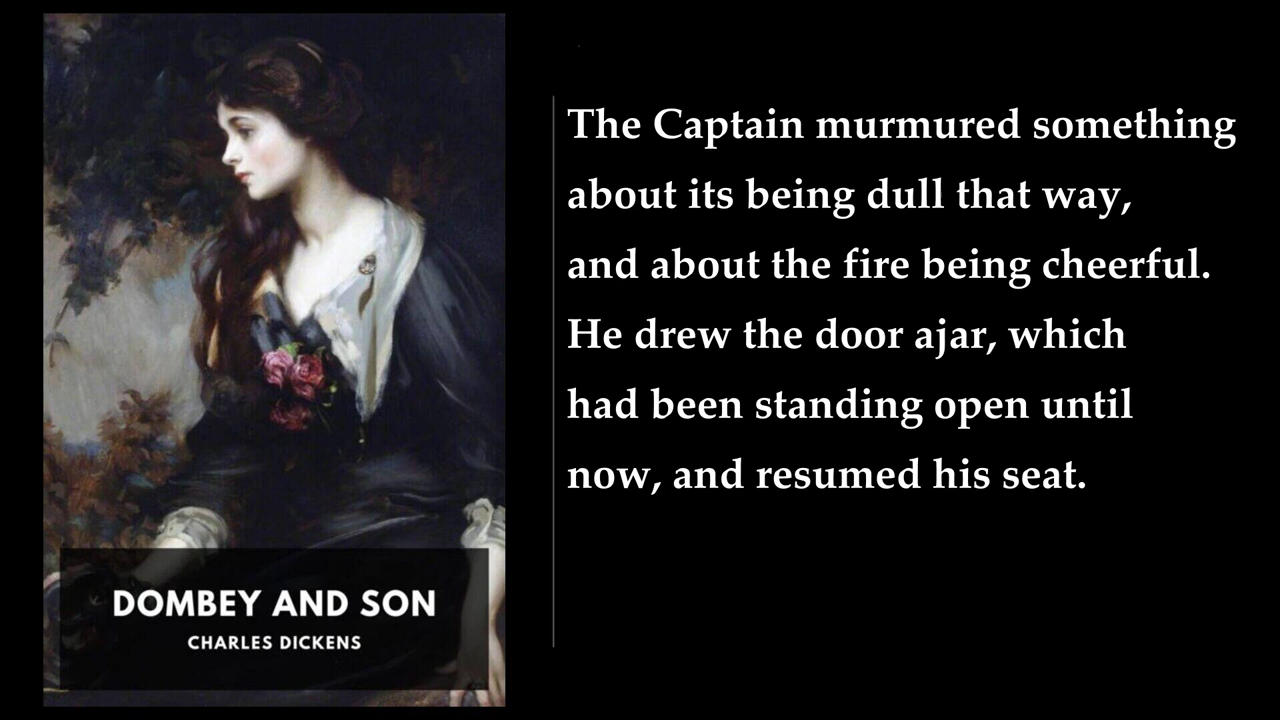 The Captain murmured something
about its being dull that way,
and about the fire being cheerful.
He drew the door ajar, which
had been standing open until
now, and resumed his seat.
DOMBEY AND SON
CHARLES DICKENS